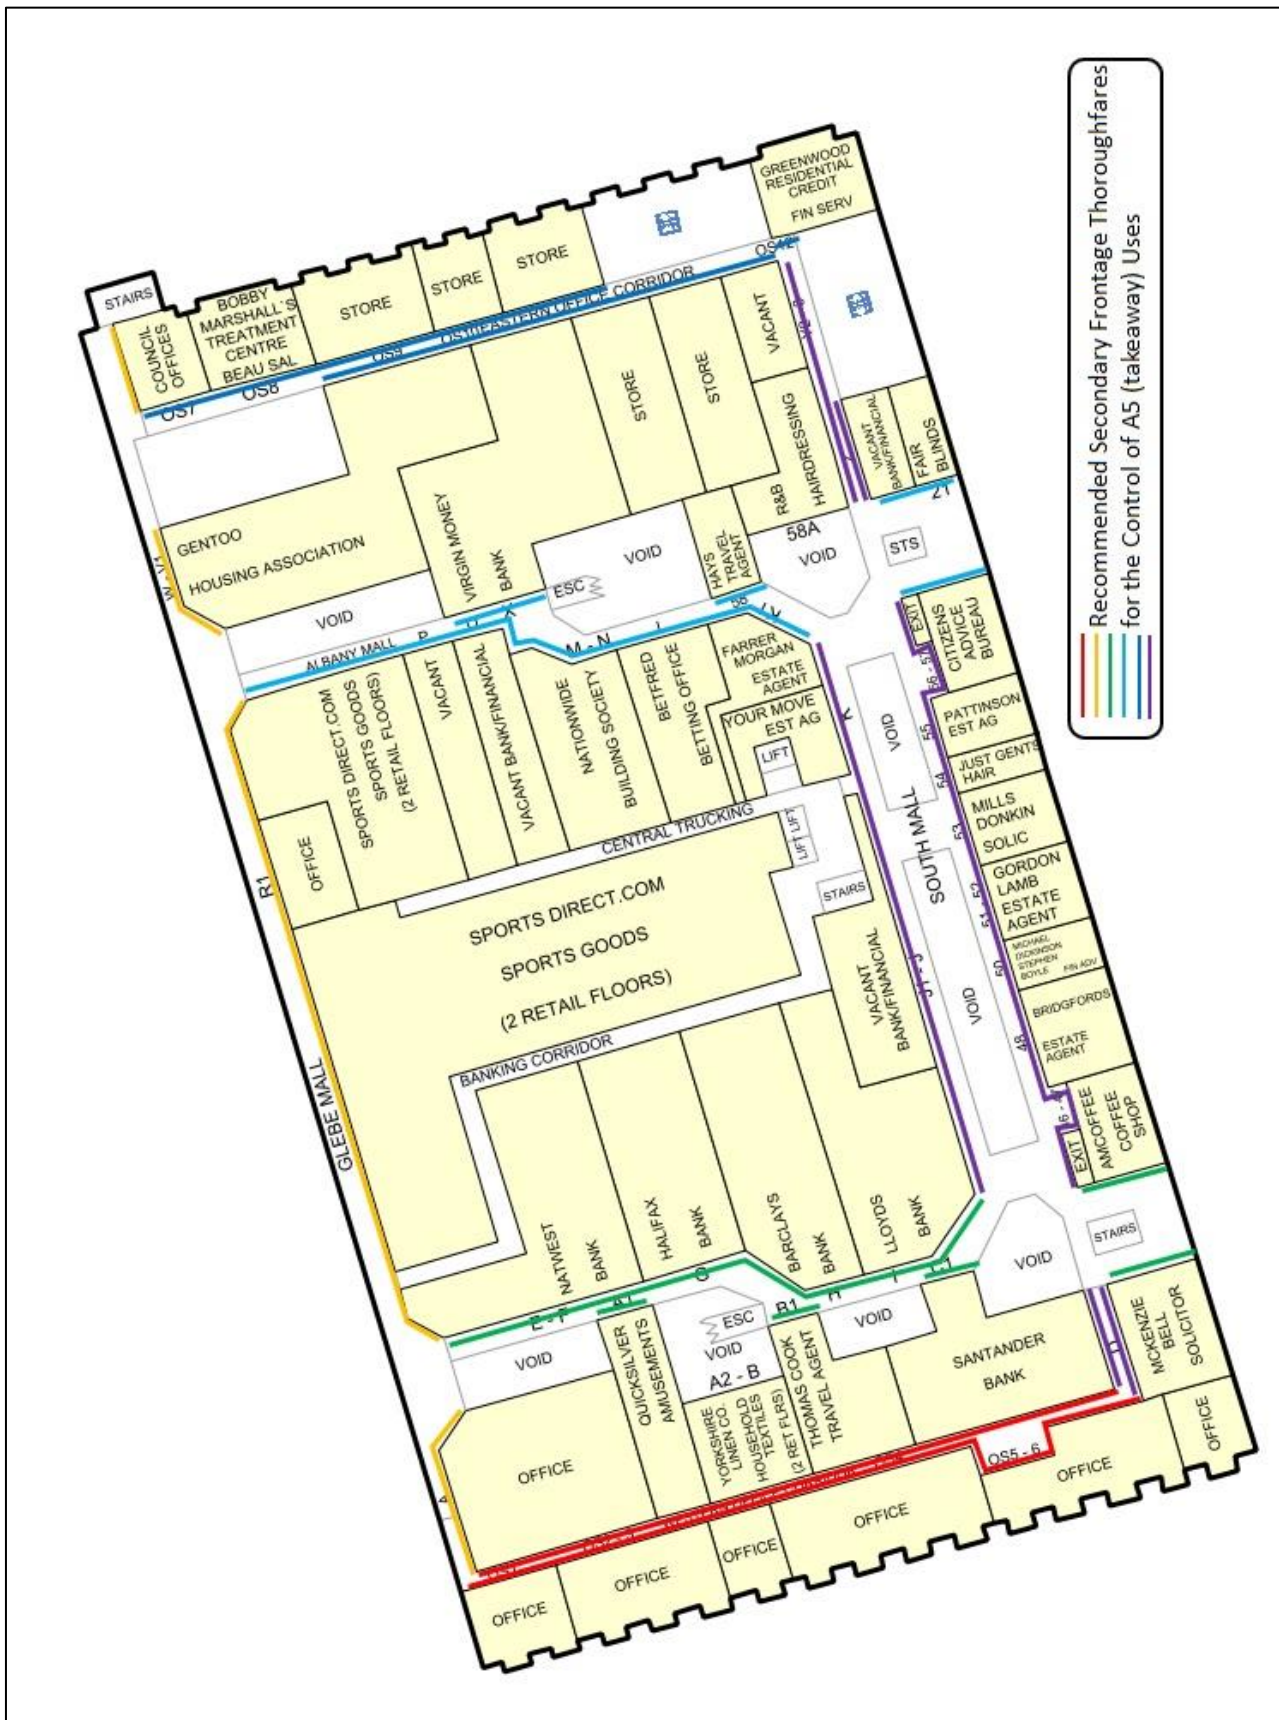 Recommended Secondary Frontage Thoroughfares
for the Control of A5 (takeaway) Uses
STAIRS
COUNCIL
OFFICES
BOBBY
MARSHALL'S
TREATMENT
CENTRE
BEAU SAL
STORE
STORE
STORE
GREENWOOD
RESIDENTIAL
CREDIT
FIN SERV
OS7
OS8
OS9
EASTERN OFFICE CORRIDOR
OS12
GENTOO
HOUSING ASSOCIATION
VIRGIN MONEY
BANK
STORE
STORE
VACANT
R&B
HAIRDRESSING
VACANT
BANK/FINANCIAL
FAIR
BLINDS
21
VOID
ESC
VOID
HAYS
TRAVEL
AGENT
58A
VOID
STS
ALBANY MALL
P
M - N
L
K
R1
OFFICE
SPORTS DIRECT.COM
SPORTS GOODS
(2 RETAIL FLOORS)
VACANT
VACANT BANK/FINANCIAL
NATIONWIDE
BUILDING SOCIETY
BETFRED
BETTING OFFICE
FARRER
MORGAN
ESTATE
AGENT
YOUR MOVE
EST AG
LIFT
EXIT
CITIZENS
ADVICE
BUREAU
PATTINSON
EST AG
JUST GENTS
HAIR
MILLS
DONKIN
SOLIC
GORDON
LAMB
ESTATE
AGENT
MICHAEL
DICKINSON
STEPHEN
BOYLE
FIN ADV
BRIDGFORDS
ESTATE
AGENT
AMCOFFEE
COFFEE
SHOP
EXIT
55
54
53
51 - 52
50
48
VOID
SOUTH MALL
VOID
J1 - J
CENTRAL TRUCKING
LIFT LIFT
STAIRS
SPORTS DIRECT.COM
SPORTS GOODS
(2 RETAIL FLOORS)
VACANT
BANK/FINANCIAL
BANKING CORRIDOR
GLEBE MALL
NATWEST
BANK
HALIFAX
BANK
BARCLAYS
BANK
LLOYDS
BANK
E - F
A1
G
B1
H
I
C1
VOID
QUICKSILVER
AMUSEMENTS
ESC
VOID
A2 - B
VOID
VOID
STAIRS
YORKSHIRE
LINEN CO.
HOUSEHOLD
TEXTILES
(2 RET FLRS)
THOMAS COOK
TRAVEL AGENT
SANTANDER
BANK
D
MCKENZIE
BELL
SOLICITOR
A
OFFICE
OS5 - 6
OFFICE
OFFICE
OFFICE
OFFICE
OFFICE
OFFICE